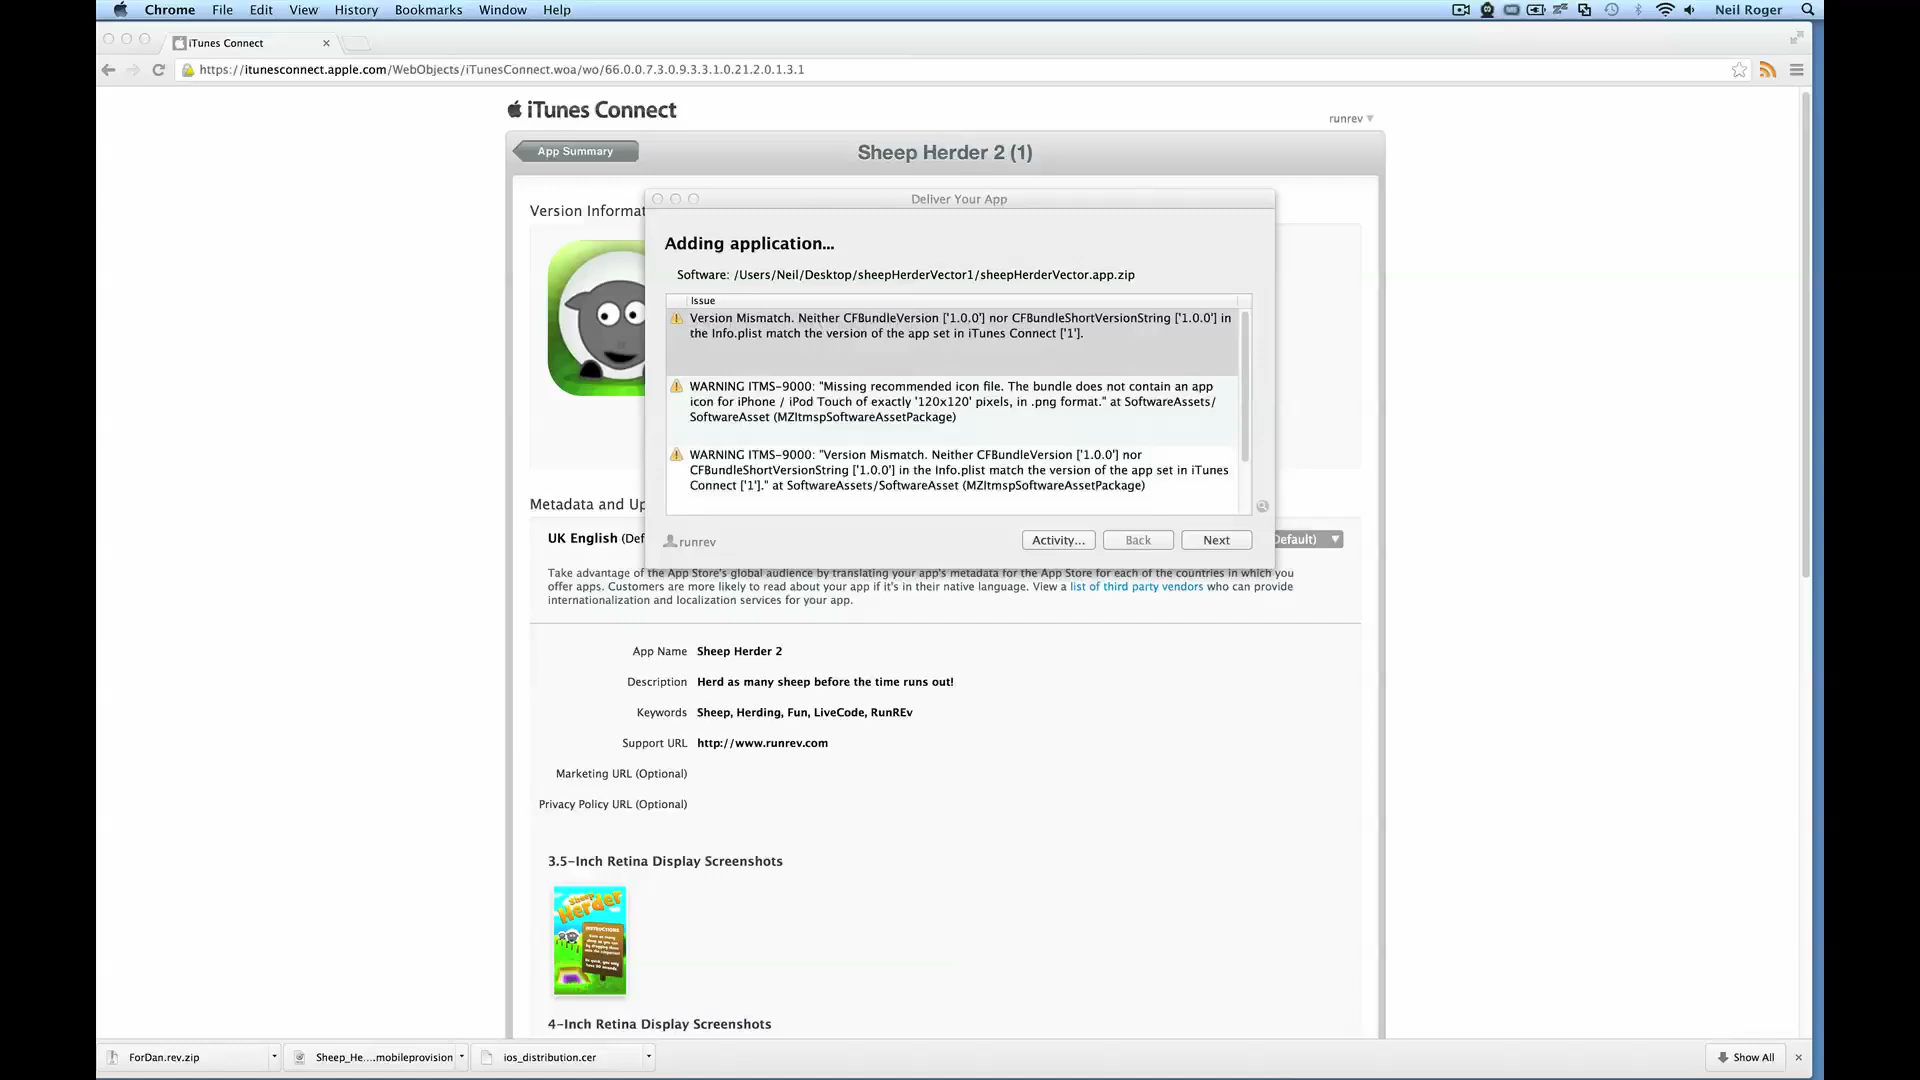 Chrome File Edit View History Bookmarks Window Help Neil Roger
iTunes Connect
https://itunesconnect.apple.com/WebObjects/iTunesConnect.woa/wo/66.0.0.7.3.0.9.3.3.1.0.21.2.0.1.3.1
iTunes Connect
runrev
App Summary
Sheep Herder 2 (1)
Version Informat
Deliver Your App
Adding application...
Software: /Users/Neil/Desktop/sheepHerderVector1/sheepHerderVector.app.zip
Issue
Version Mismatch. Neither CFBundleVersion ['1.0.0'] nor CFBundleShortVersionString ['1.0.0'] in
the Info.plist match the version of the app set in iTunes Connect ['1'].
WARNING ITMS-9000: "Missing recommended icon file. The bundle does not contain an app
icon for iPhone / iPod Touch of exactly '120x120' pixels, in .png format." at SoftwareAssets/
SoftwareAsset (MZItmspSoftwareAssetPackage)
WARNING ITMS-9000: "Version Mismatch. Neither CFBundleVersion ['1.0.0'] nor
CFBundleShortVersionString ['1.0.0'] in the Info.plist match the version of the app set in iTunes
Connect ['1']." at SoftwareAssets/SoftwareAsset (MZItmspSoftwareAssetPackage)
runrev
Activity... Back Next
Metadata and Up
UK English (Def
Default)
Take advantage of the App Store's global audience by translating your app's metadata for the App Store for each of the countries in which you
offer apps. Customers are more likely to read about your app if it's in their native language. View a list of third party vendors who can provide
internationalization and localization services for your app.
App Name Sheep Herder 2
Description Herd as many sheep before the time runs out!
Keywords Sheep, Herding, Fun, LiveCode, RunREv
Support URL http://www.runrev.com
Marketing URL (Optional)
Privacy Policy URL (Optional)
3.5-Inch Retina Display Screenshots
Sheep
Herder
INSTRUCTIONS
4-Inch Retina Display Screenshots
ForDan.rev.zip
Sheep_He....mobileprovision
ios_distribution.cer
Show All